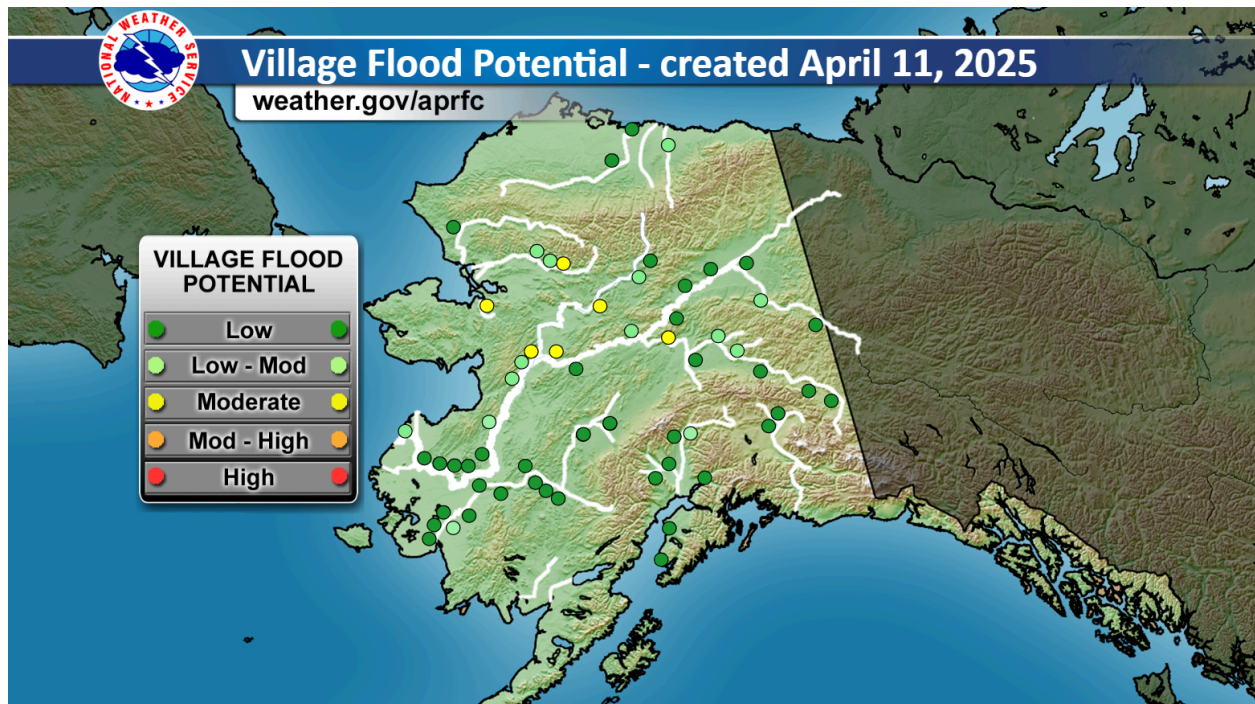 NATIONAL WEATHER SERVICE
Village Flood Potential - created April 11, 2025
weather.gov/aprfc
VILLAGE FLOOD
POTENTIAL
Low
Low - Mod
Moderate
Mod - High
High